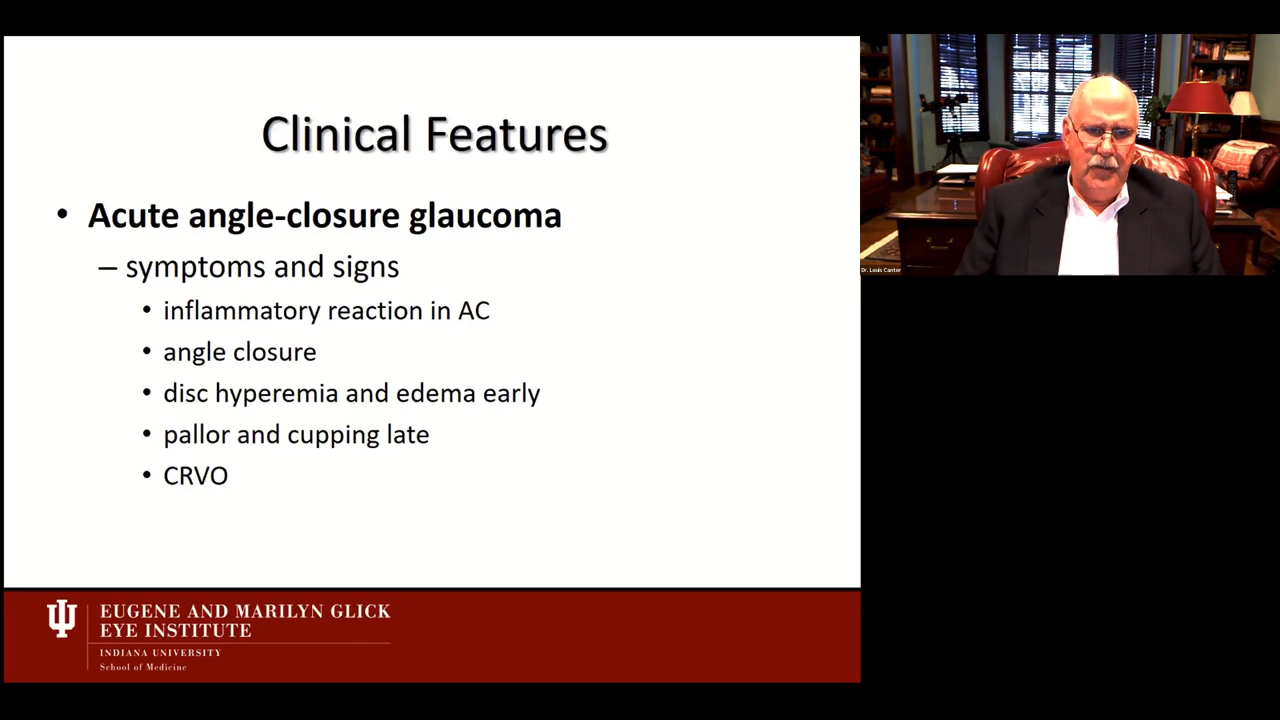 Clinical Features
• Acute angle-closure glaucoma
– symptoms and signs
• inflammatory reaction in AC
• angle closure
• disc hyperemia and edema early
• pallor and cupping late
• CRVO
EUGENE AND MARILYN GLICK
EYE INSTITUTE
INDIANA UNIVERSITY
School of Medicine
Dr. Louis Cantor